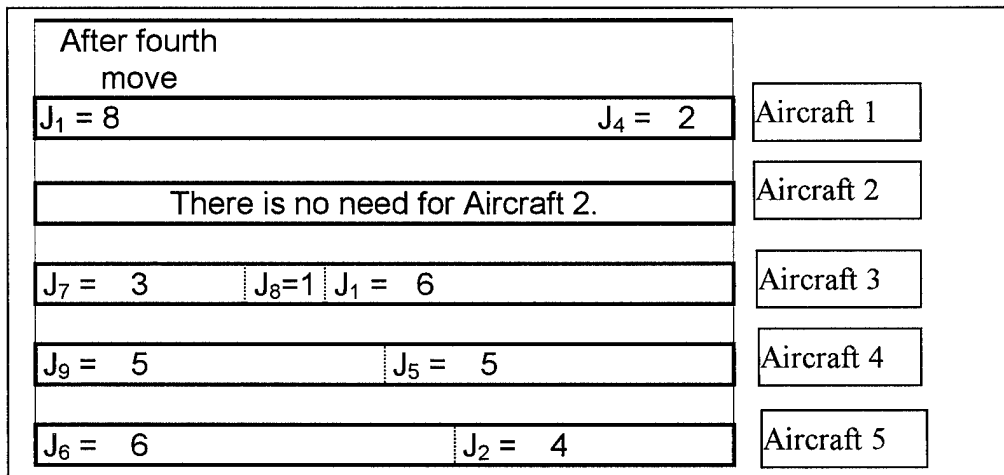 After fourth
move
J₁ = 8 J₄ = 2 Aircraft 1
There is no need for Aircraft 2. Aircraft 2
J₇ = 3 J₈=1 J₁ = 6 Aircraft 3
J₉ = 5 J₅ = 5 Aircraft 4
J₆ = 6 J₂ = 4 Aircraft 5